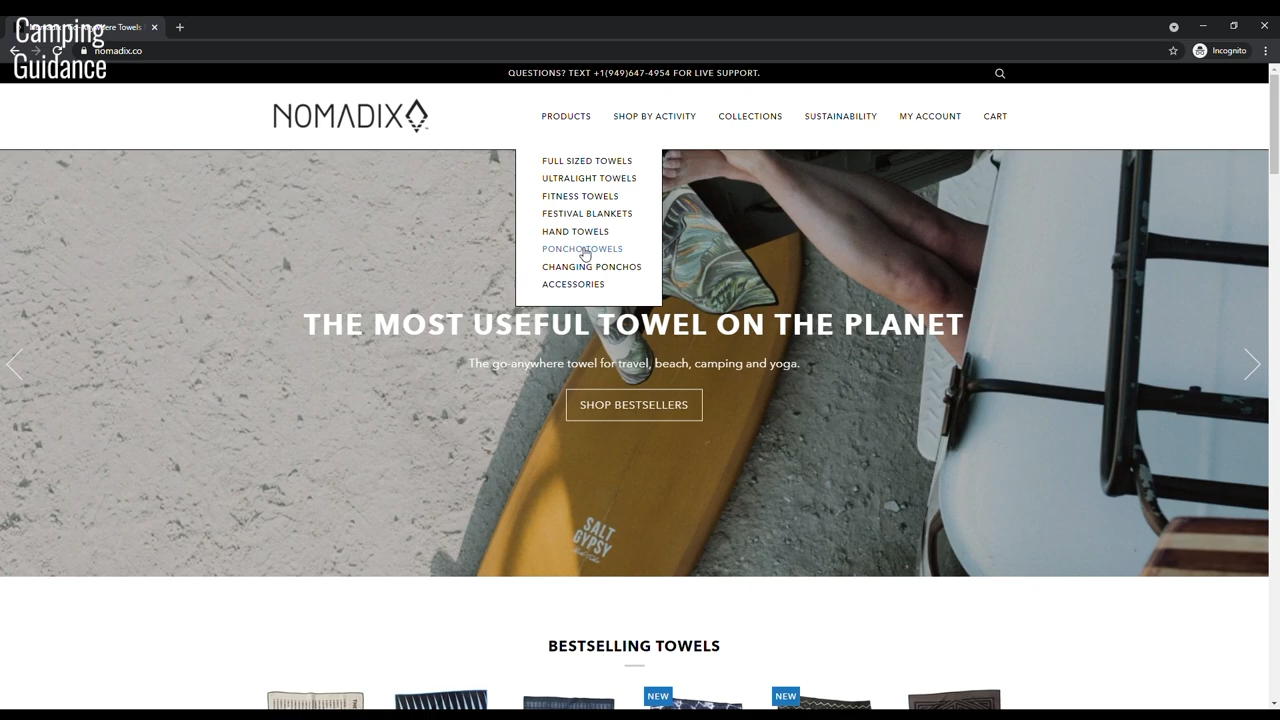 Camping
Guidance
ere Towels
nomadix.co
Incognito
QUESTIONS? TEXT +1(949)647-4954 FOR LIVE SUPPORT.
NOMADIX
PRODUCTS
SHOP BY ACTIVITY
COLLECTIONS
SUSTAINABILITY
MY ACCOUNT
CART
FULL SIZED TOWELS
ULTRALIGHT TOWELS
FITNESS TOWELS
FESTIVAL BLANKETS
HAND TOWELS
PONCHO TOWELS
CHANGING PONCHOS
ACCESSORIES
THE MOST USEFUL TOWEL ON THE PLANET
The go-anywhere towel for travel, beach, camping and yoga.
SHOP BESTSELLERS
SALT
GYPSY
BESTSELLING TOWELS
NEW
NEW